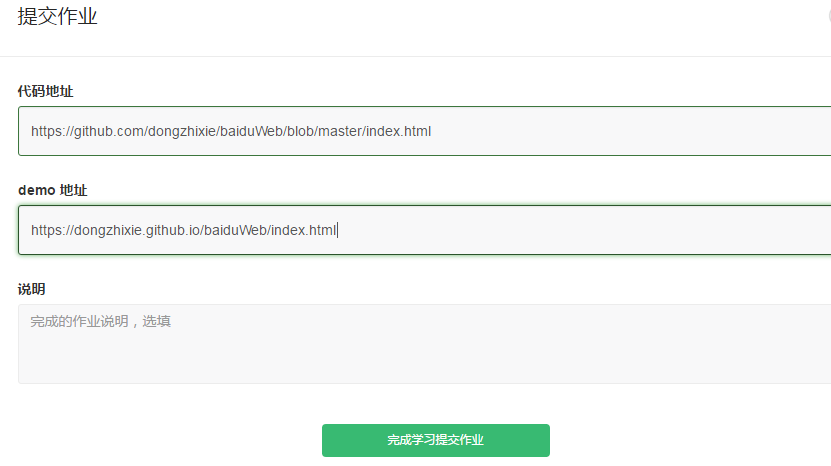 提交作业
代码地址
https://github.com/dongzhixie/baiduWeb/blob/master/index.html
demo 地址
https://dongzhixie.github.io/baiduWeb/index.html
说明
完成的作业说明，选填
完成学习提交作业